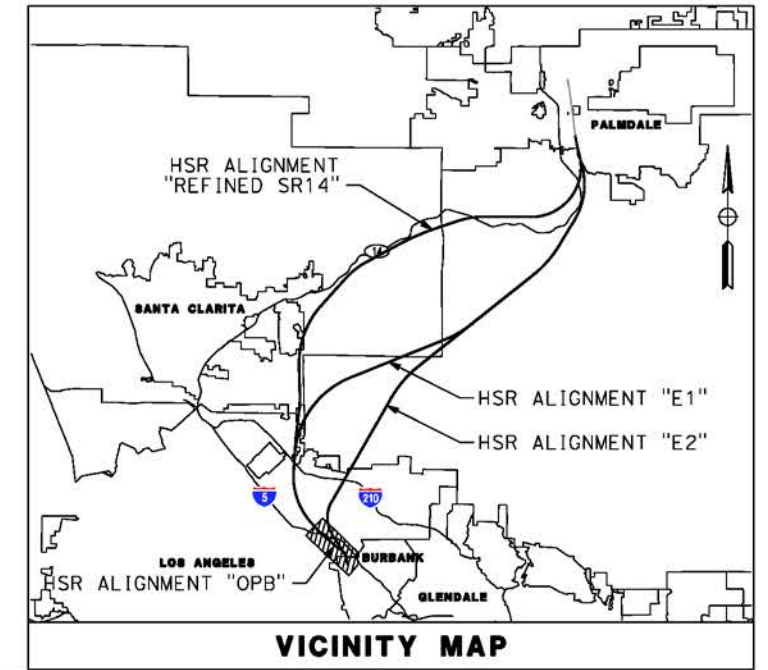 PALMDALE
HSR ALIGNMENT
"REFINED SR14"
14
SANTA CLARITA
HSR ALIGNMENT "E1"
HSR ALIGNMENT "E2"
5
210
LOS ANGELES
BURBANK
HSR ALIGNMENT "OPB"
GLENDALE
VICINITY MAP